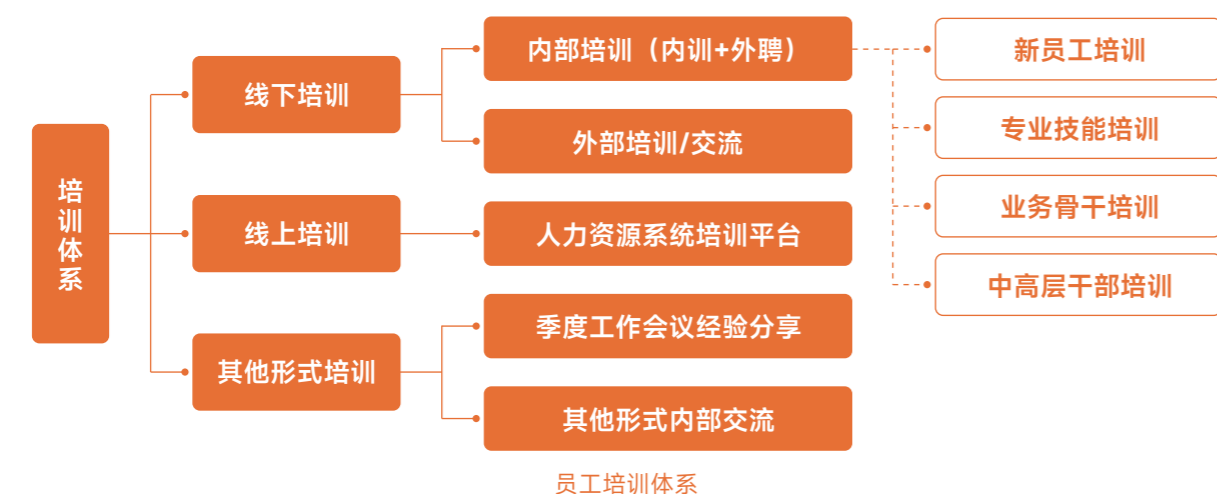 培训体系
线下培训
内部培训（内训+外聘）
新员工培训
专业技能培训
外部培训/交流
业务骨干培训
线上培训
人力资源系统培训平台
中高层干部培训
其他形式培训
季度工作会议经验分享
其他形式内部交流
员工培训体系